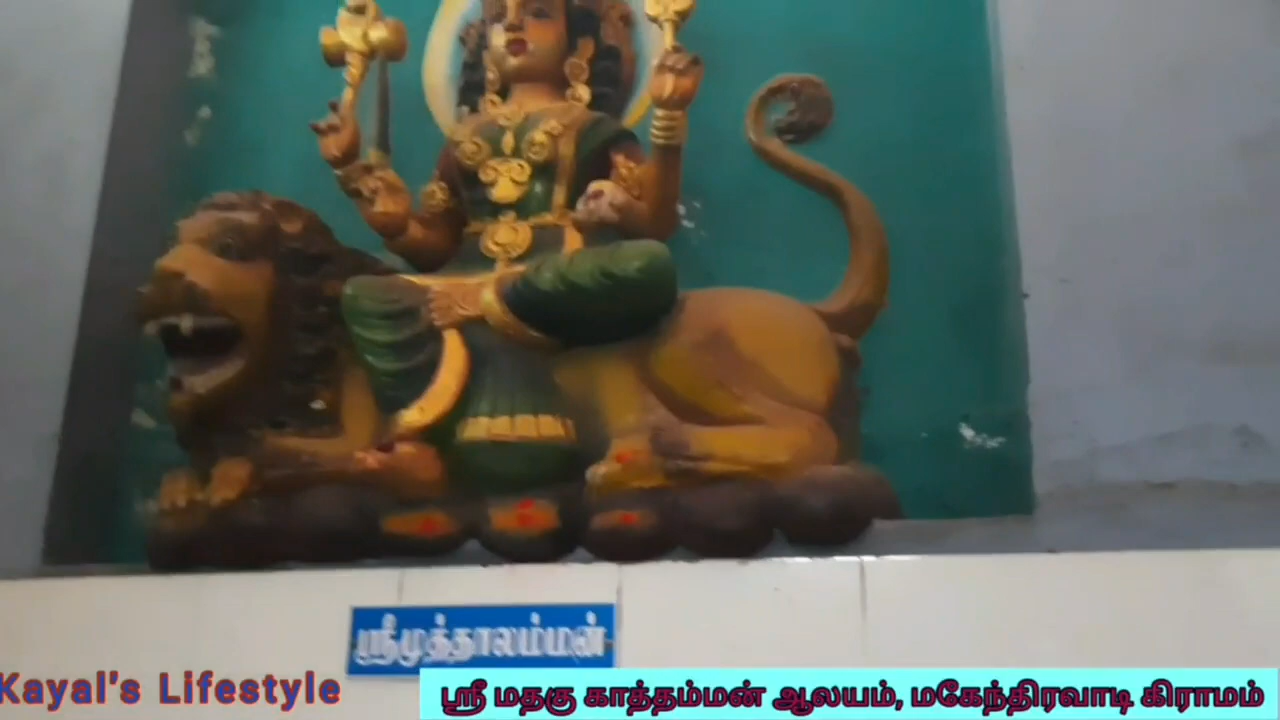 ஸ்ரீமுத்தாலம்மன்
Kayal's Lifestyle
ஸ்ரீ மதகு காத்தம்மன் ஆலயம், மகேந்திரவாடி கிராமம்